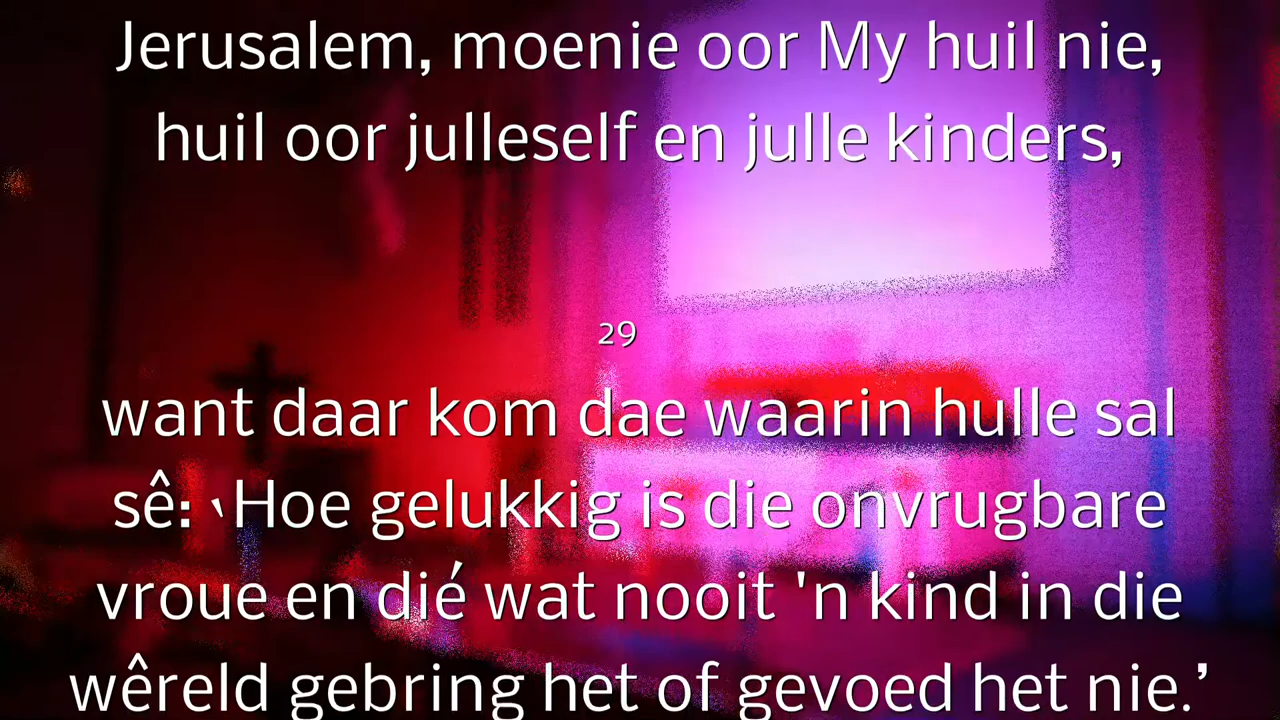 Jerusalem, moenie oor My huil nie,
huil oor julleself en julle kinders,
29
want daar kom dae waarin hulle sal
sê: ‵Hoe gelukkig is die onvrugbare
vroue en dié wat nooit 'n kind in die
wêreld gebring het of gevoed het nie.’